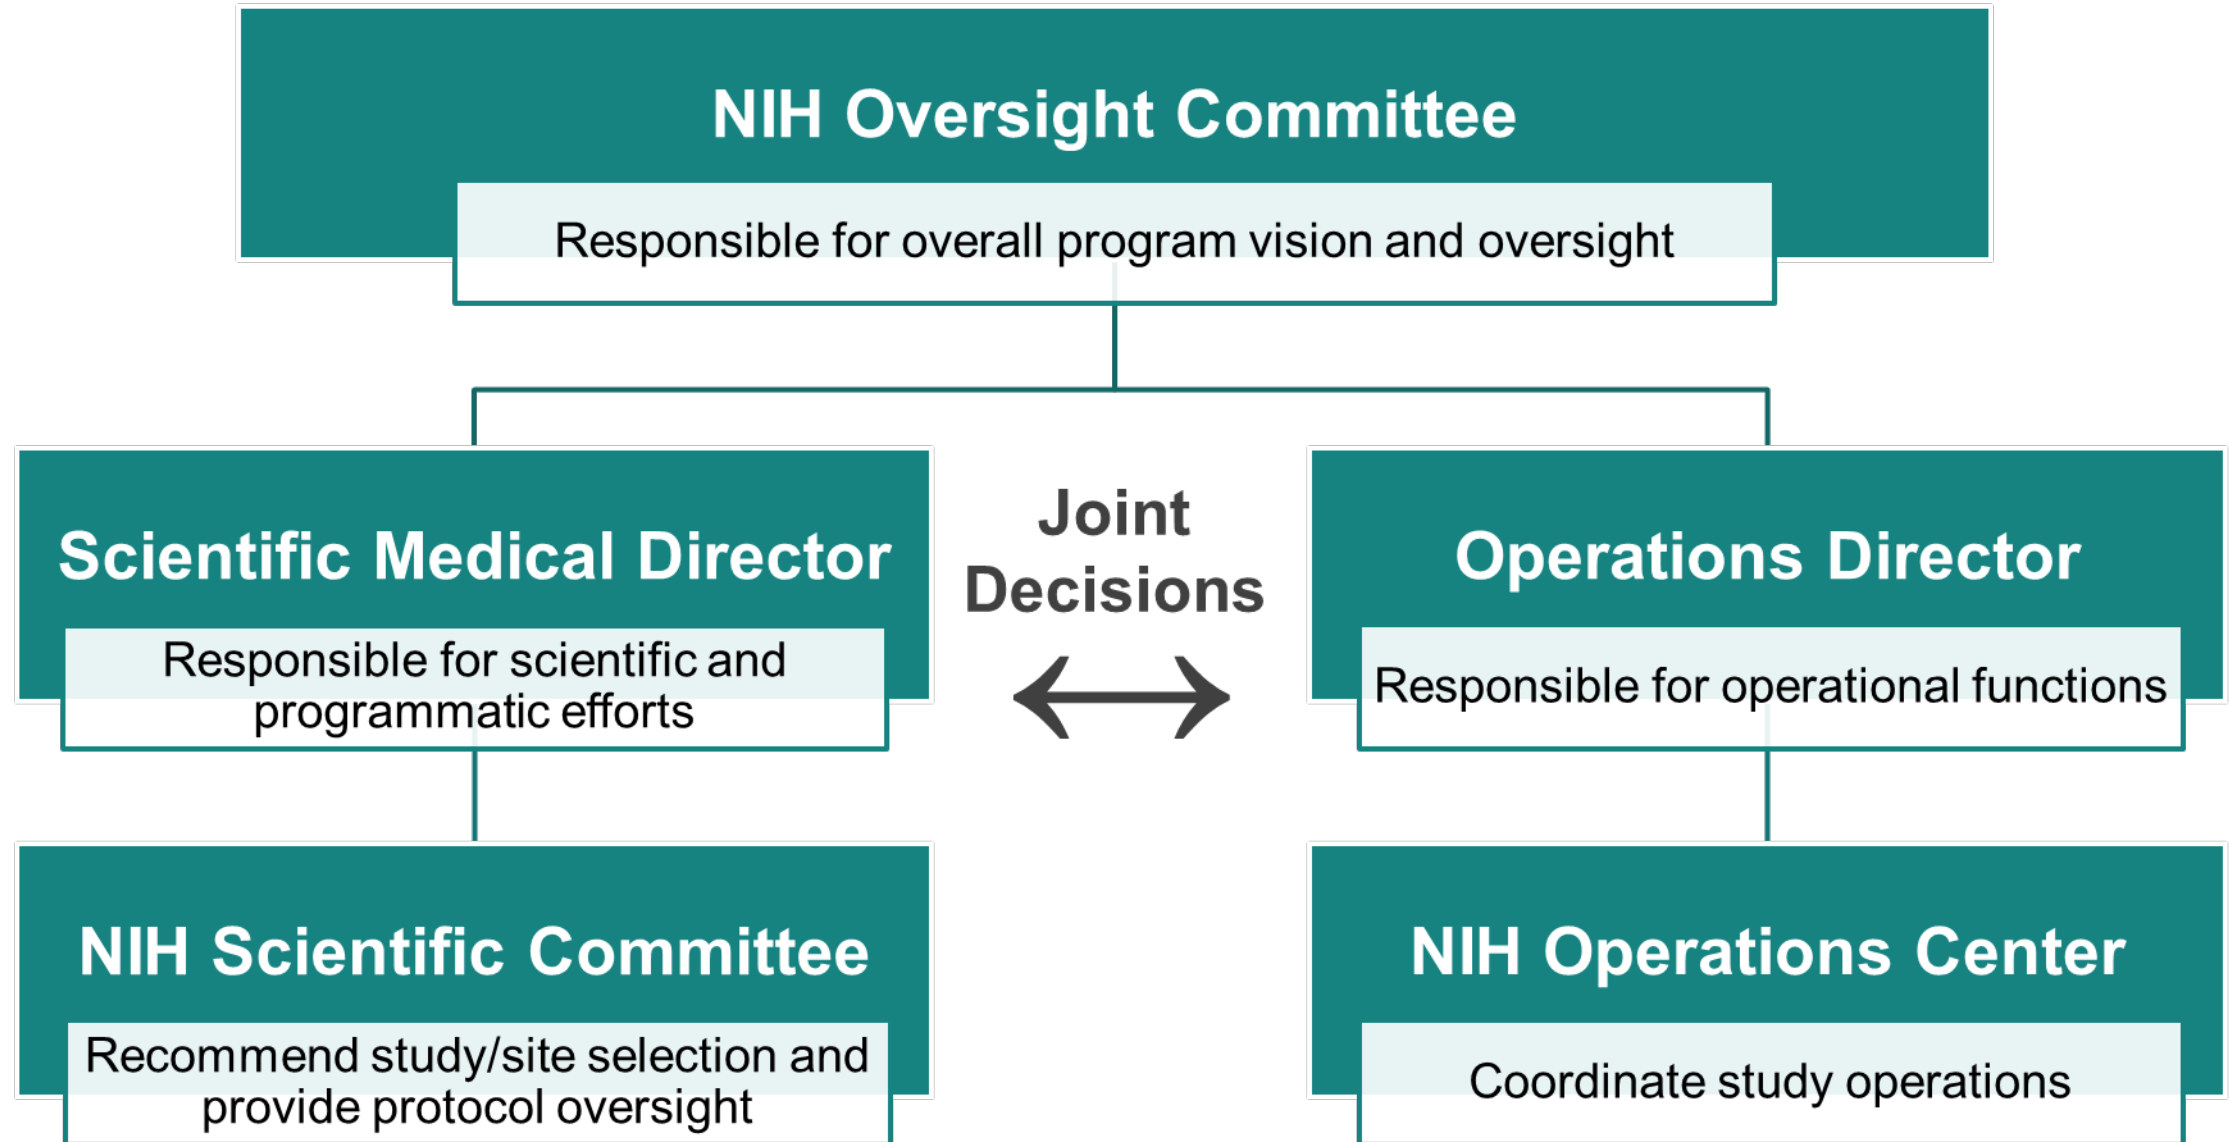 NIH Oversight Committee
Responsible for overall program vision and oversight
Scientific Medical Director
Responsible for scientific and
programmatic efforts
Joint
Decisions
Operations Director
Responsible for operational functions
NIH Scientific Committee
Recommend study/site selection and
provide protocol oversight
NIH Operations Center
Coordinate study operations